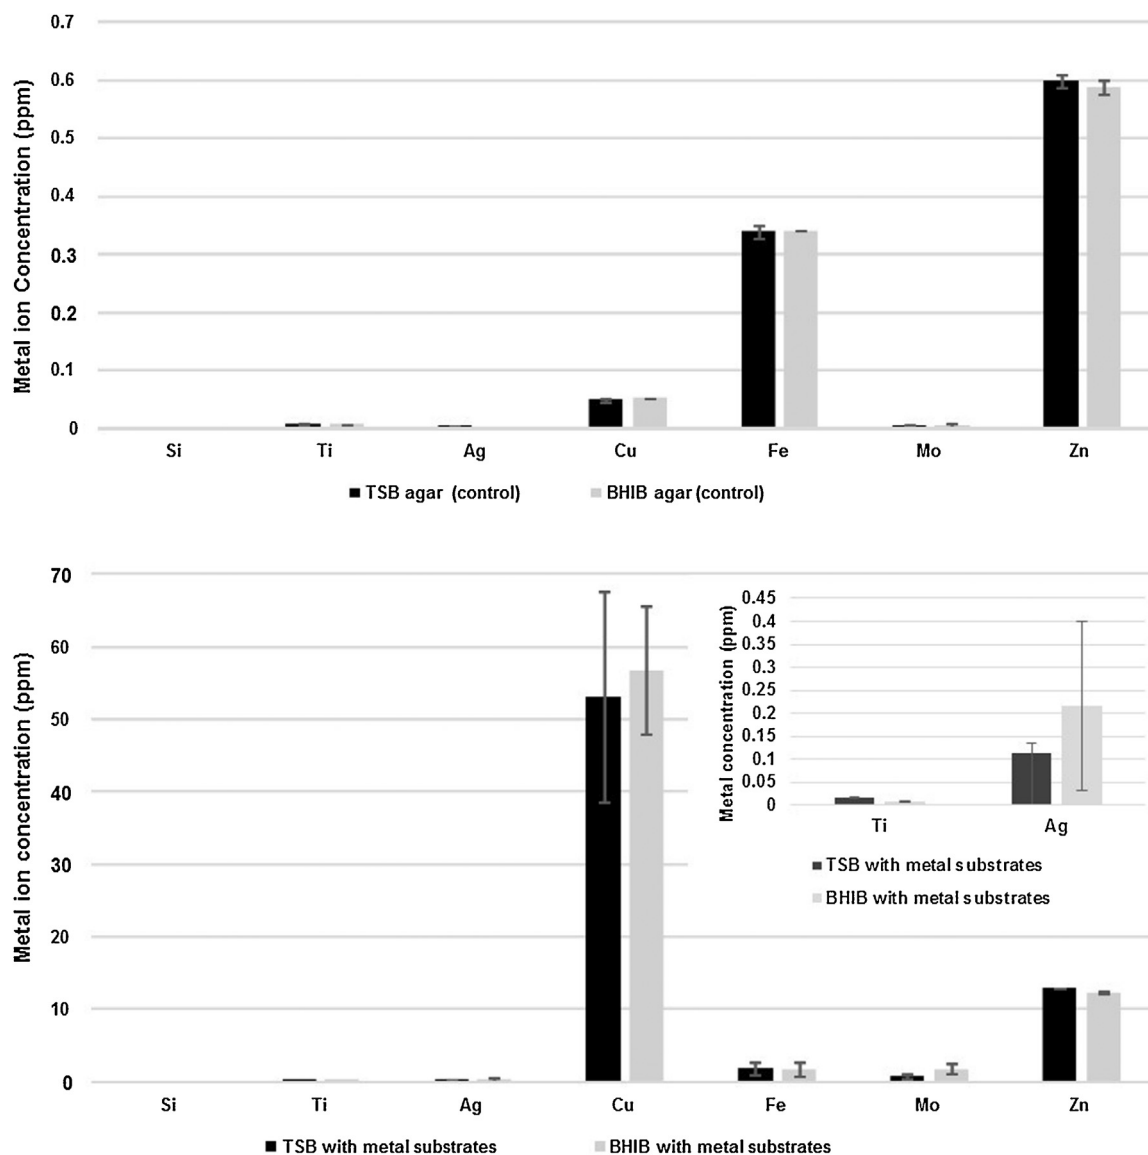 Metal ion Concentration (ppm)
0.7
0.6
0.5
0.4
0.3
0.2
0.1
0
Si Ti Ag Cu Fe Mo Zn
TSB agar (control) BHIB agar (control)
Metal ion concentration (ppm)
70
60
50
40
30
20
10
0
Si Ti Ag Cu Fe Mo Zn
TSB with metal substrates BHIB with metal substrates
Metal concentration (ppm)
0.45
0.4
0.35
0.3
0.25
0.2
0.15
0.1
0.05
0
Ti Ag
TSB with metal substrates
BHIB with metal substrates